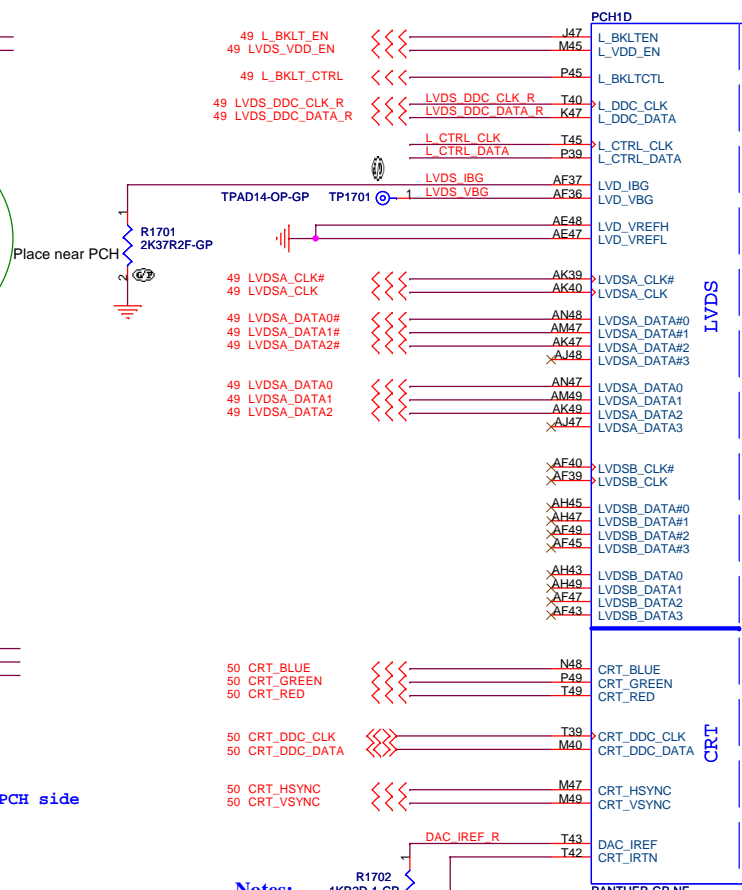 PCH1D
49 L_BKLT_EN J47 L_BKLTEN
49 LVDS_VDD_EN M45 L_VDD_EN
49 L_BKLT_CTRL P45 L_BKLTCTL
49 LVDS_DDC_CLK_R LVDS_DDC_CLK_R T40 L_DDC_CLK
49 LVDS_DDC_DATA_R LVDS_DDC_DATA_R K47 L_DDC_DATA
L_CTRL_CLK T45 L_CTRL_CLK
L_CTRL_DATA P39 L_CTRL_DATA
LVDS_IBG AF37 LVD_IBG
TPAD14-OP-GP TP1701 1 LVDS_VBG AF36 LVD_VBG
1
R1701
2K37R2F-GP
Place near PCH
2
AE48 LVD_VREFH
AE47 LVD_VREFL
49 LVDSA_CLK# AK39 LVDSA_CLK#
49 LVDSA_CLK AK40 LVDSA_CLK
LVDS
49 LVDSA_DATA0# AN48 LVDSA_DATA#0
49 LVDSA_DATA1# AM47 LVDSA_DATA#1
49 LVDSA_DATA2# AK47 LVDSA_DATA#2
AJ48 LVDSA_DATA#3
49 LVDSA_DATA0 AN47 LVDSA_DATA0
49 LVDSA_DATA1 AM49 LVDSA_DATA1
49 LVDSA_DATA2 AK49 LVDSA_DATA2
AJ47 LVDSA_DATA3
AF40 LVDSB_CLK#
AF39 LVDSB_CLK
AH45 LVDSB_DATA#0
AH47 LVDSB_DATA#1
AF49 LVDSB_DATA#2
AF45 LVDSB_DATA#3
AH43 LVDSB_DATA0
AH49 LVDSB_DATA1
AF47 LVDSB_DATA2
AF43 LVDSB_DATA3
50 CRT_BLUE N48 CRT_BLUE
50 CRT_GREEN P49 CRT_GREEN
50 CRT_RED T49 CRT_RED
50 CRT_DDC_CLK T39 CRT_DDC_CLK
50 CRT_DDC_DATA M40 CRT_DDC_DATA
CRT
50 CRT_HSYNC M47 CRT_HSYNC
50 CRT_VSYNC M49 CRT_VSYNC
PCH side
DAC_IREF_R T43 DAC_IREF
T42 CRT_IRTN
1
R1702
Notes: